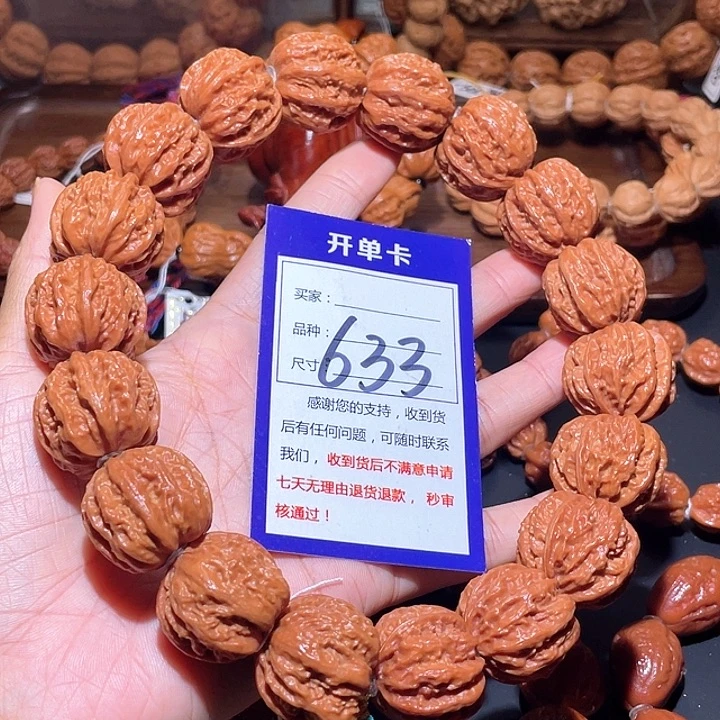 开单卡
买家：
品种：
尺寸：
633
感谢您的支持，收到货
后有任何问题，可随时联系
我们，收到货后不满意申请
七天无理由退货退款，秒审
核通过！